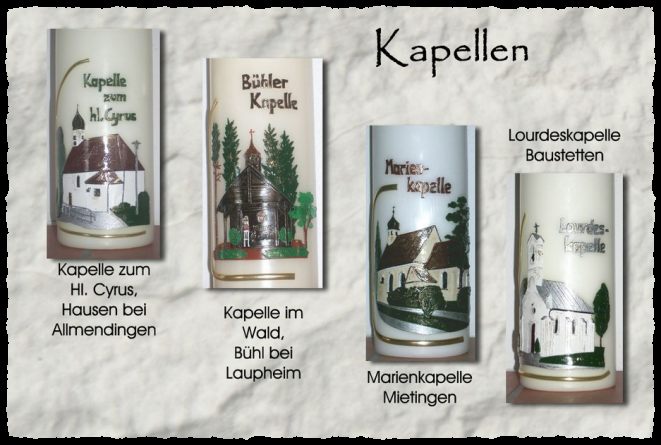 Kapellen
Kapelle
zum
hl. Cyrus
Kapelle zum
Hl. Cyrus,
Hausen bei
Allmendingen
Bühler
Kapelle
Kapelle im
Wald,
Bühl bei
Laupheim
Marien-
kapelle
Marienkapelle
Mietingen
Lourdeskapelle
Baustetten
Lourdes-
kapelle